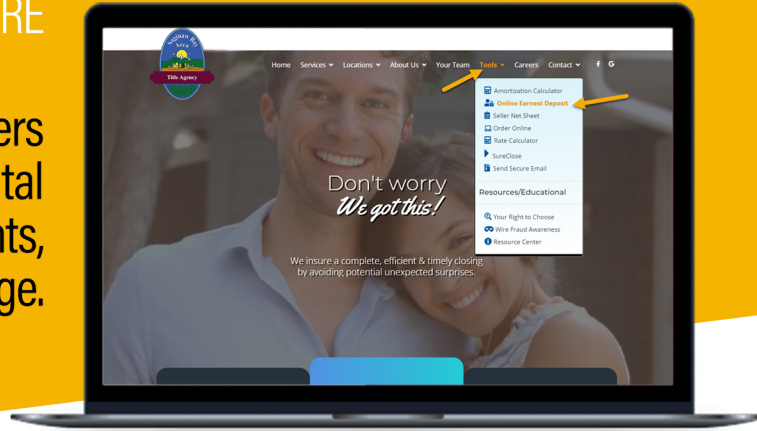 RE
ers
tal
nts,
ge.
Saginaw Bay
Area
Title Agency
Home Services Locations About Us Your Team Tools Careers Contact f G
Amortization Calculator
Online Earnest Deposit
Seller Net Sheet
Order Online
Rate Calculator
SureClose
Send Secure Email
Resources/Educational
Your Right to Choose
Wire Fraud Awareness
Resource Center
Don't worry
We got this!
We insure a complete, efficient & timely closing
by avoiding potential unexpected surprises.